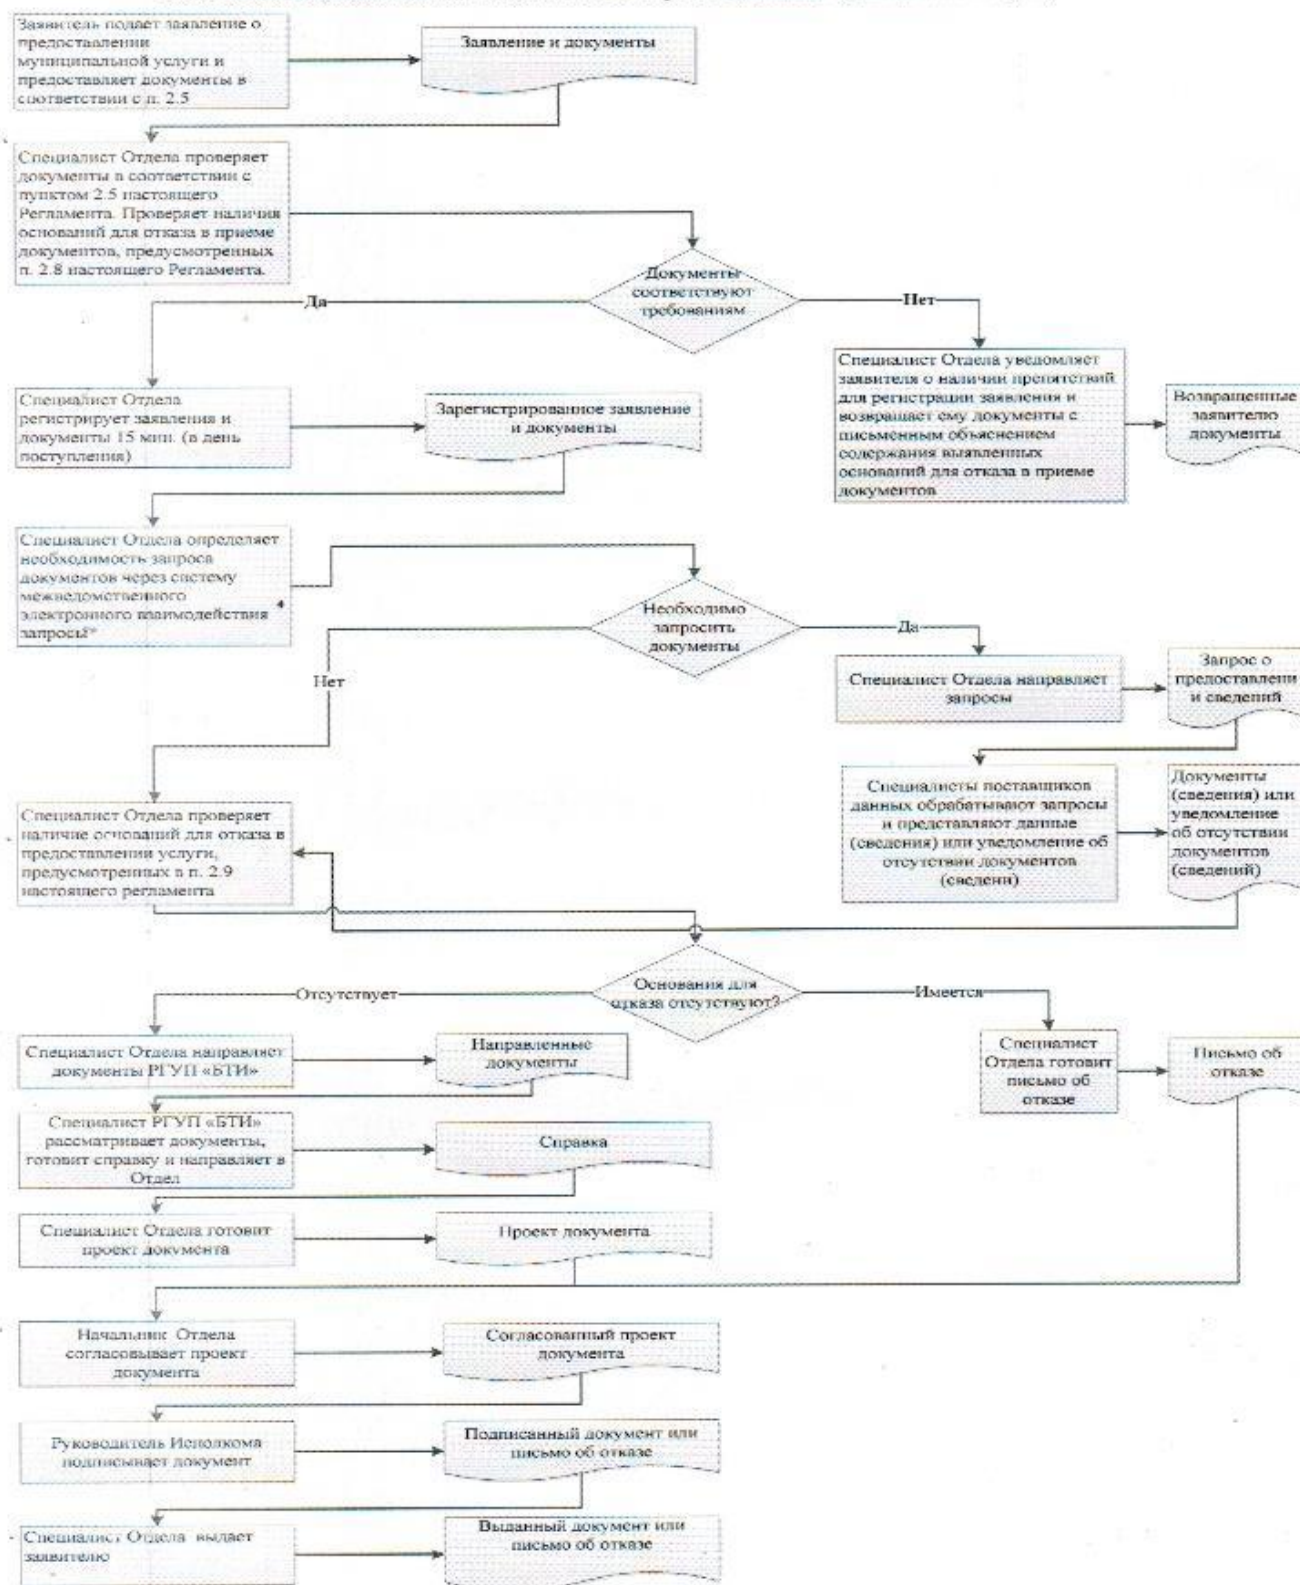 Заявитель подает заявление о
предоставлении
муниципальной услуги и
предоставляет документы в
соответствии с п. 2.5
Заявление и документы
Специалист Отдела проверяет
документы в соответствии с
пунктом 2.5 настоящего
Регламента. Проверяет наличия
оснований для отказа в приеме
документов, предусмотренных
п. 2.8 настоящего Регламента.
Документы
соответствуют
требованиям
Да
Нет
Специалист Отдела уведомляет
заявителя о наличии препятствий
для регистрации заявления и
возвращает ему документы с
письменным объяснением
содержания выявленных
оснований для отказа в приеме
документов
Возвращенные
заявителю
документы
Специалист Отдела
регистрирует заявления и
документы 15 мин. (в день
поступления)
Зарегистрированное заявление
и документы
Специалист Отдела определяет
необходимость запроса
документов через систему
межведомственного
электронного взаимодействия
запросы*
Необходимо
запросить
документы
Да
Нет
Специалист Отдела направляет
запросы
Запрос о
предоставлени
и сведений
Специалисты поставщиков
данных обрабатывают запросы
и представляют данные
(сведения) или уведомление об
отсутствии документов
(сведени)
Документы
(сведения) или
уведомление
об отсутствии
документов
(сведений)
Специалист Отдела проверяет
наличие оснований для отказа в
предоставлении услуги,
предусмотренных в п. 2.9
настоящего регламента
Основания для
отказа отсутствуют?
Отсутствует
Имеется
Специалист Отдела направляет
документы РГУП «БТИ»
Направленные
документы
Специалист
Отдела готовит
письмо об
отказе
Письмо об
отказе
Специалист РГУП «БТИ»
рассматривает документы,
готовит справку и направляет в
Отдел
Справка
Специалист Отдела готовит
проект документа
Проект документа
Начальник Отдела
согласовывает проект
документа
Согласованный проект
документа
Руководитель Исполкома
подписывает документ
Подписанный документ или
письмо об отказе
Специалист Отдела выдает
заявителю
Выданный документ или
письмо об отказе